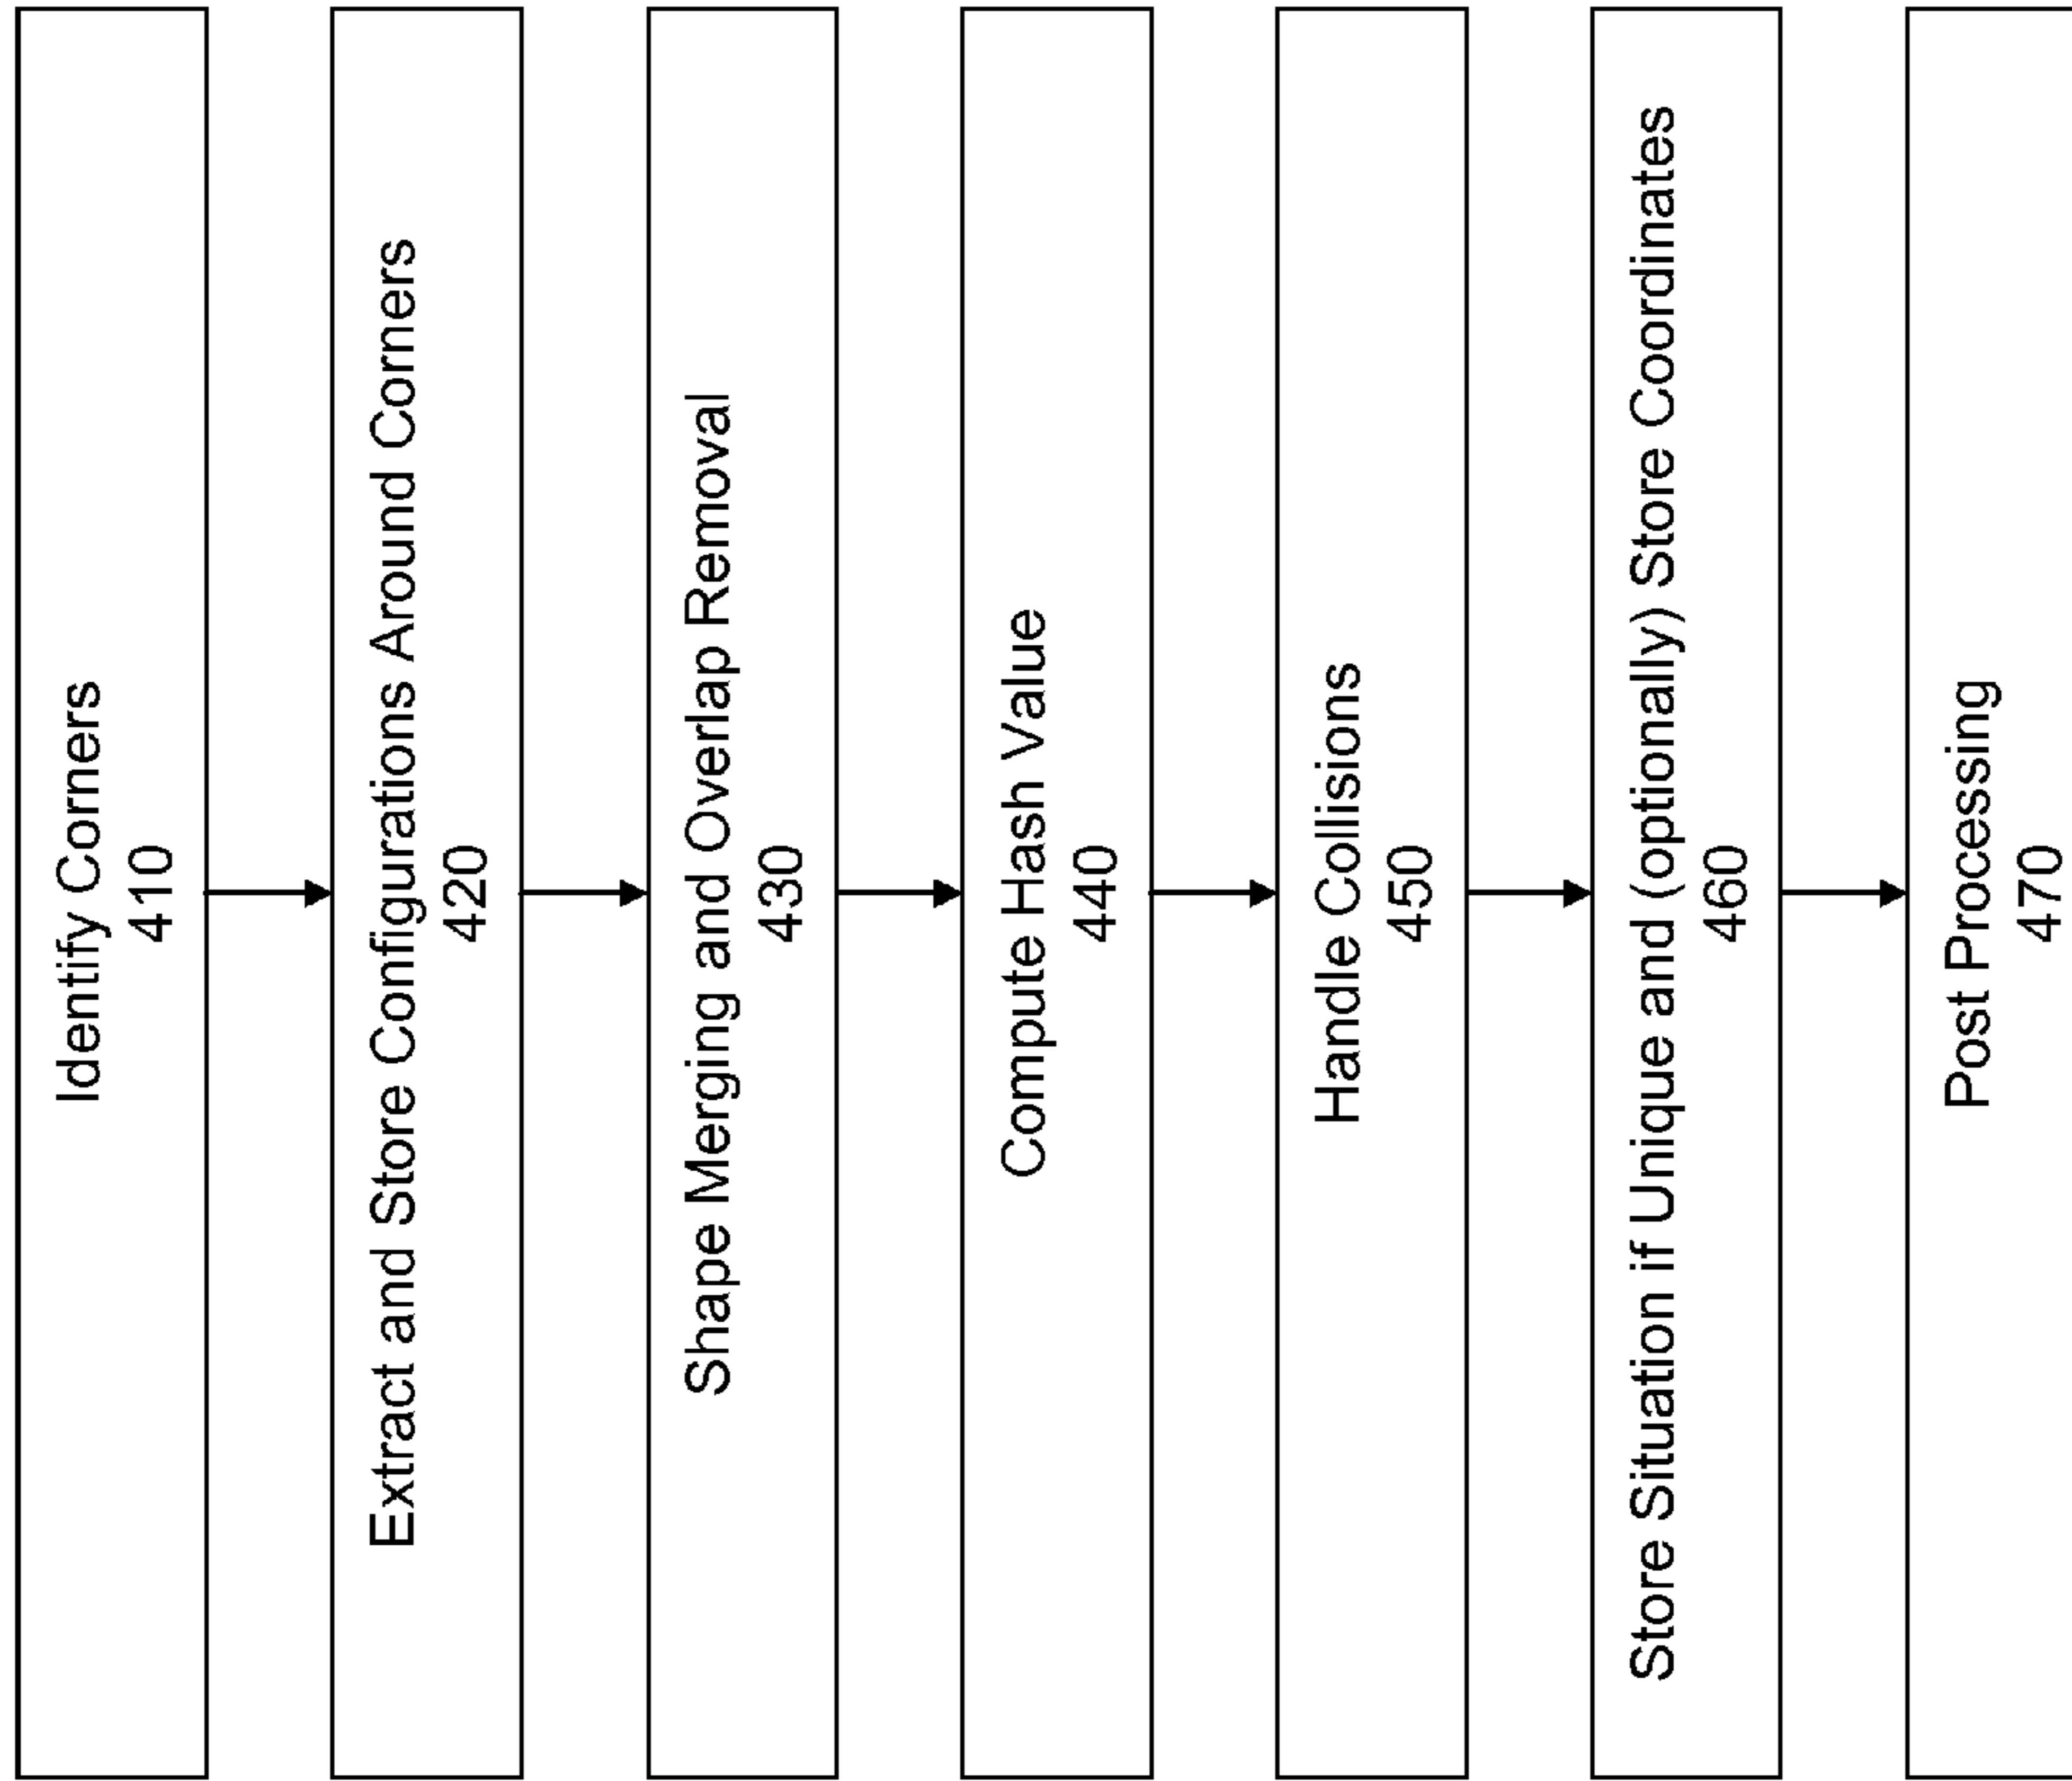 Identify Corners
410
Extract and Store Configurations Around Corners
420
Shape Merging and Overlap Removal
430
Compute Hash Value
440
Handle Collisions
450
Store Situation if Unique and (optionally) Store Coordinates
460
Post Processing
470